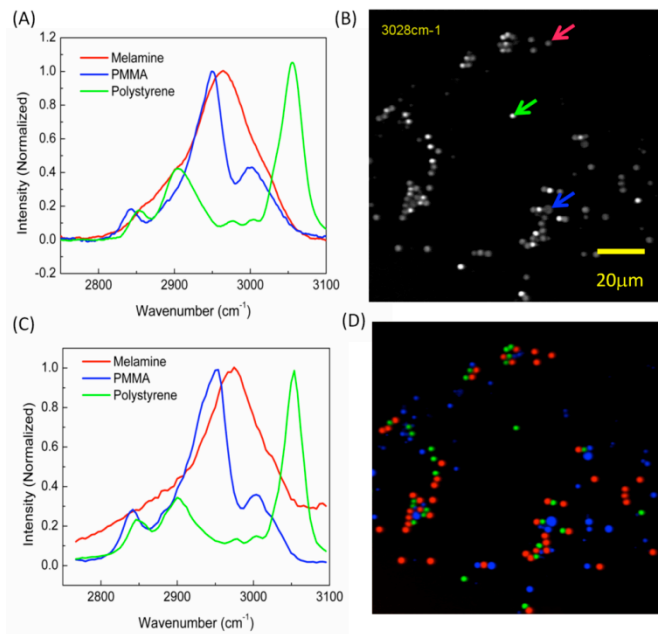 (A)
1.2
1.0
0.8
0.6
0.4
0.2
0.0
-0.2
Intensity (Normalized)
Melamine
PMMA
Polystyrene
2800
2900
3000
3100
Wavenumber (cm-1)
(B)
3028cm-1
20μm
(C)
1.0
0.8
0.6
0.4
0.2
0.0
Intensity (Normalized)
Melamine
PMMA
Polystyrene
2800
2900
3000
3100
Wavenumber (cm-1)
(D)